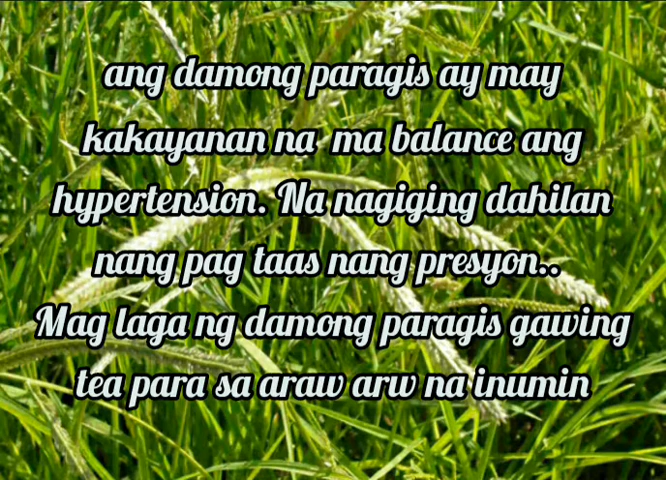 ang damong paragis ay may
kakayanan na ma balance ang
hypertension. Na nagiging dahilan
nang pag taas nang presyon..
Mag laga ng damong paragis gawing
tea para sa araw arw na inumin